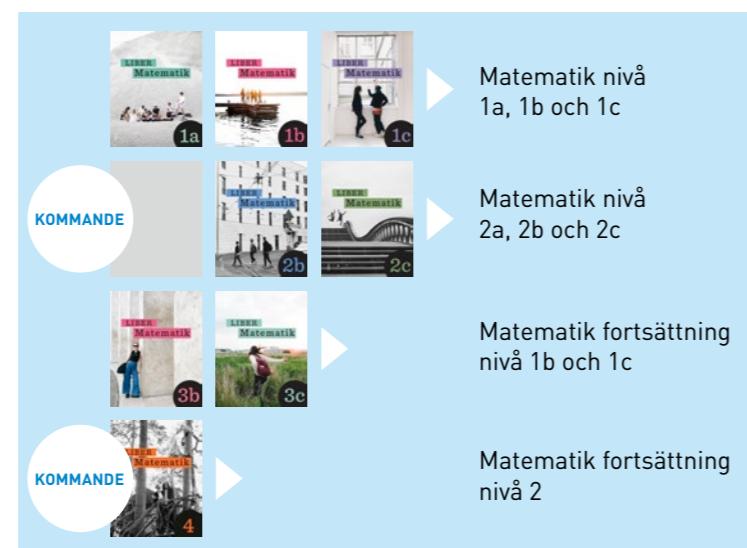 LIBER
Matematik
1a
LIBER
Matematik
1b
LIBER
Matematik
1c
Matematik nivå
1a, 1b och 1c
KOMMANDE
LIBER
Matematik
2b
LIBER
Matematik
2c
Matematik nivå
2a, 2b och 2c
LIBER
Matematik
3b
LIBER
Matematik
3c
Matematik fortsättning
nivå 1b och 1c
KOMMANDE
LIBER
Matematik
4
Matematik fortsättning
nivå 2